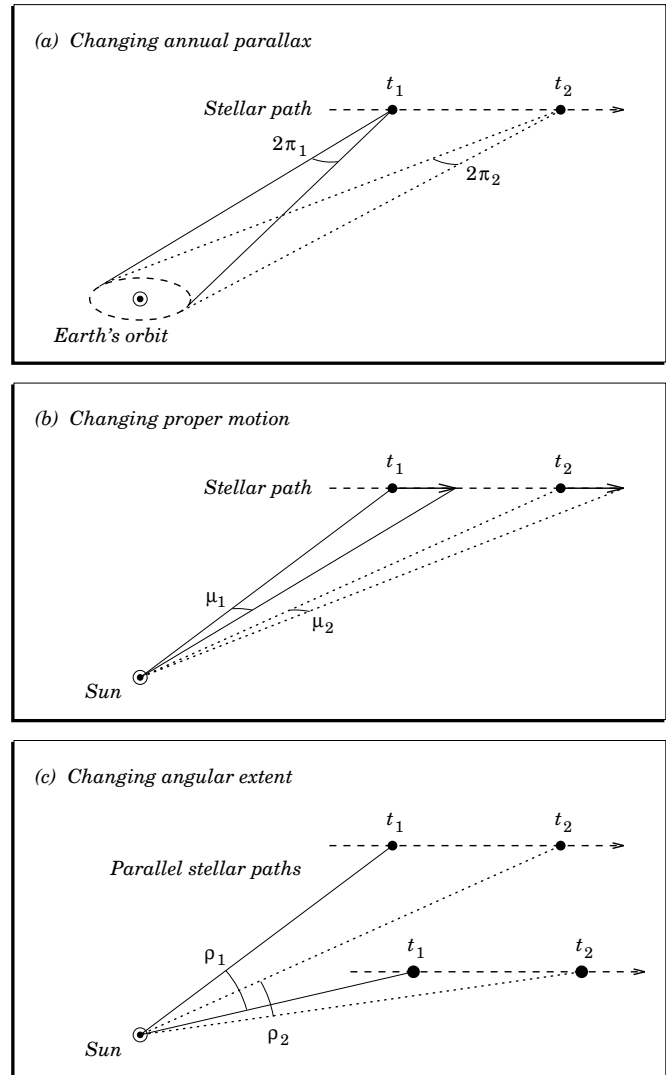 (a) Changing annual parallax
t1 t2
Stellar path
2π1
2π2
Earth's orbit
(b) Changing proper motion
t1 t2
Stellar path
μ1
μ2
Sun
(c) Changing angular extent
t1 t2
Parallel stellar paths
ρ1
t1 t2
ρ2
Sun